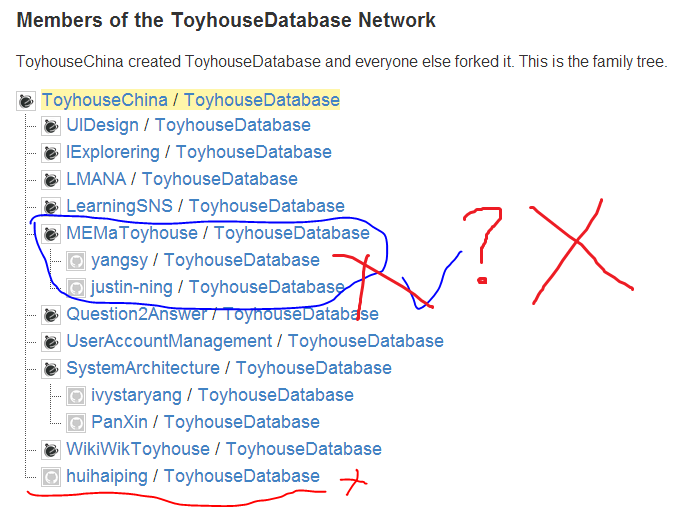 Members of the ToyhouseDatabase Network
ToyhouseChina created ToyhouseDatabase and everyone else forked it. This is the family tree.
ToyhouseChina / ToyhouseDatabase
UIDesign / ToyhouseDatabase
IExplorering / ToyhouseDatabase
LMANA / ToyhouseDatabase
LearningSNS / ToyhouseDatabase
MEMaToyhouse / ToyhouseDatabase
yangsy / ToyhouseDatabase
justin-ning / ToyhouseDatabase
?
Question2Answer / ToyhouseDatabase
UserAccountManagement / ToyhouseDatabase
SystemArchitecture / ToyhouseDatabase
ivystaryang / ToyhouseDatabase
PanXin / ToyhouseDatabase
WikiWikToyhouse / ToyhouseDatabase
huihaiping / ToyhouseDatabase